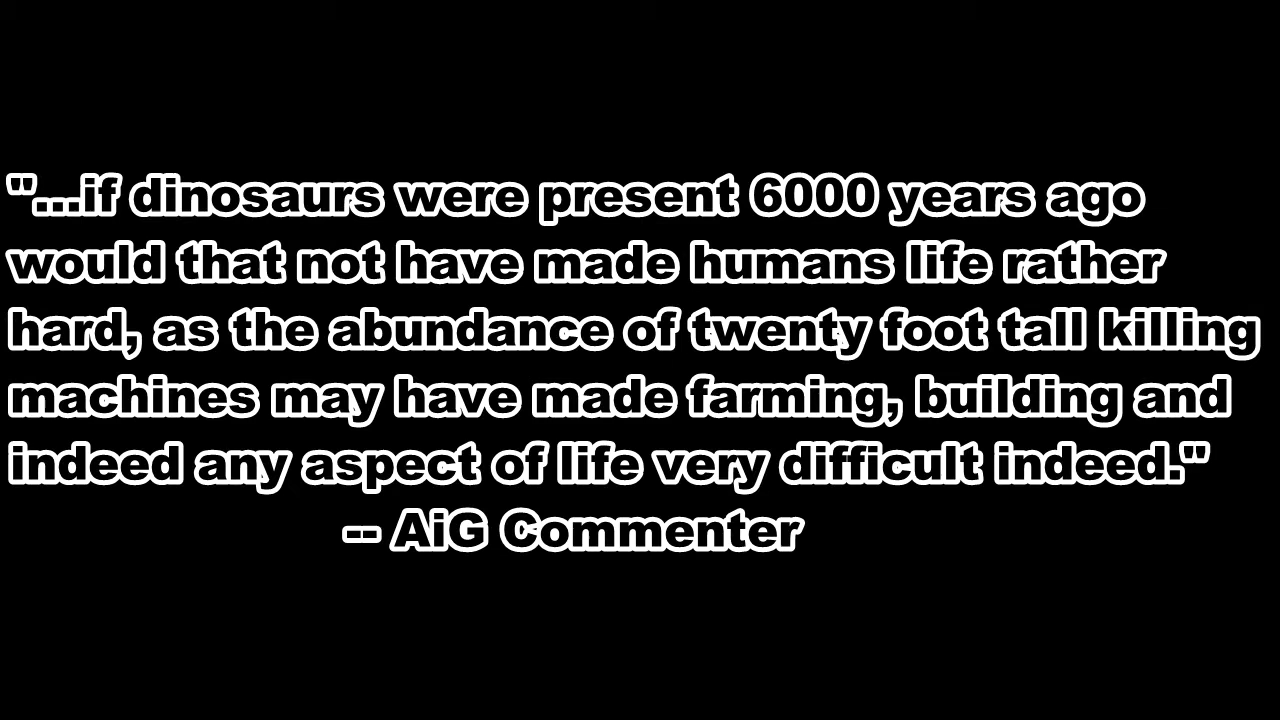 "...if dinosaurs were present 6000 years ago
would that not have made humans life rather
hard, as the abundance of twenty foot tall killing
machines may have made farming, building and
indeed any aspect of life very difficult indeed."
-- AiG Commenter